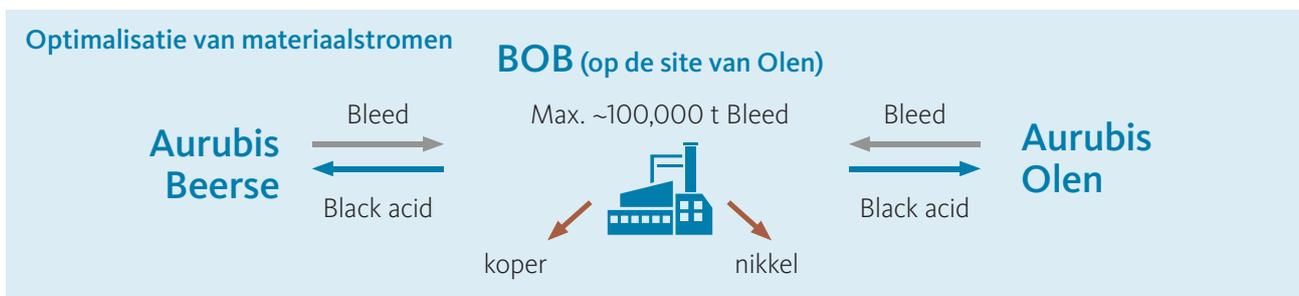 Optimalisatie van materiaalstromen
BOB (op de site van Olen)
Max. ~100,000 t Bleed
Bleed
Aurubis
Beerse
Black acid
Bleed
Aurubis
Olen
Black acid
koper
nikkel